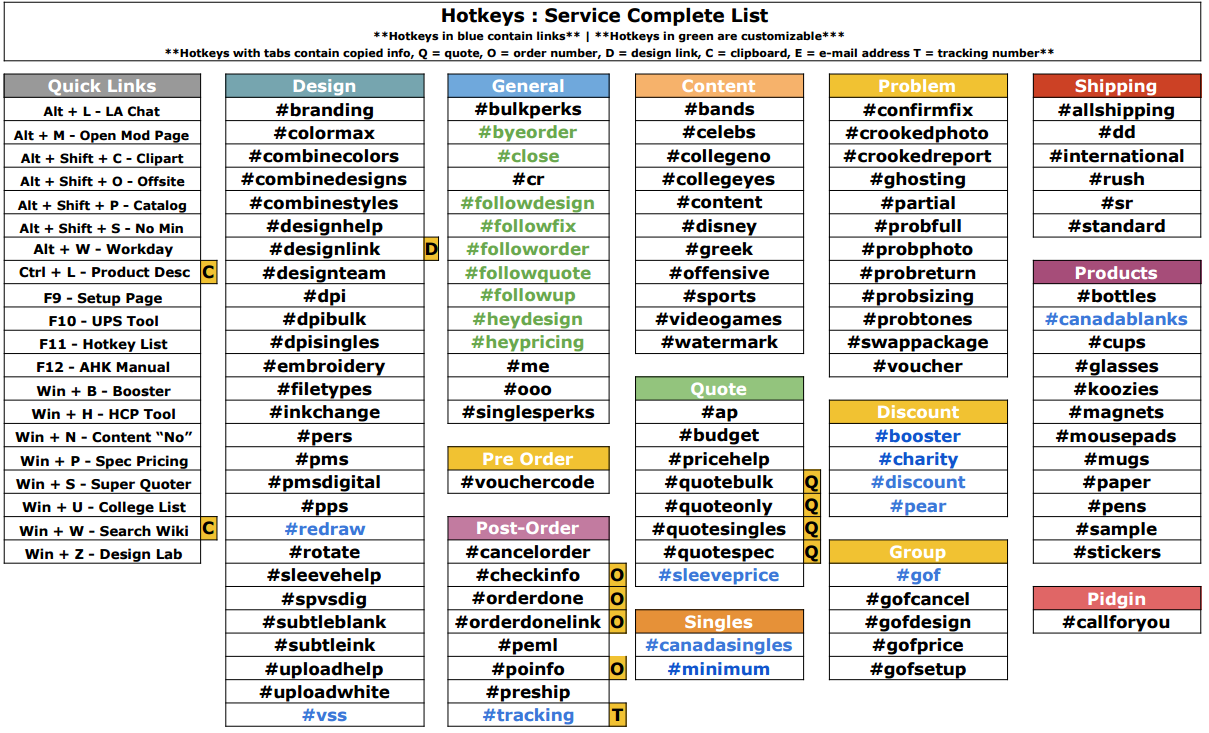 Hotkeys : Service Complete List
**Hotkeys in blue contain links** | **Hotkeys in green are customizable***
**Hotkeys with tabs contain copied info, Q = quote, O = order number, D = design link, C = clipboard, E = e-mail address T = tracking number**
Quick Links
Alt + L - LA Chat
Alt + M - Open Mod Page
Alt + Shift + C - Clipart
Alt + Shift + O - Offsite
Alt + Shift + P - Catalog
Alt + Shift + S - No Min
Alt + W - Workday
Ctrl + L - Product Desc C
F9 - Setup Page
F10 - UPS Tool
F11 - Hotkey List
F12 - AHK Manual
Win + B - Booster
Win + H - HCP Tool
Win + N - Content “No”
Win + P - Spec Pricing
Win + S - Super Quoter
Win + U - College List
Win + W - Search Wiki C
Win + Z - Design Lab
Design
#branding
#colormax
#combinecolors
#combinedesigns
#combinestyles
#designhelp
#designlink D
#designteam
#dpi
#dpibulk
#dpisingles
#embroidery
#filetypes
#inkchange
#pers
#pms
#pmsdigital
#pps
#redraw
#rotate
#sleevehelp
#spvsdig
#subtleblank
#subtleink
#uploadhelp
#uploadwhite
#vss
General
#bulkperks
#byeorder
#close
#cr
#followdesign
#followfix
#followorder
#followquote
#followup
#heydesign
#heypricing
#me
#ooo
#singlesperks
Pre Order
#vouchercode
Post-Order
#cancelorder
#checkinfo O
#orderdone O
#orderdonelink O
#peml
#poinfo O
#preship
#tracking T
Content
#bands
#celebs
#collegeno
#collegeyes
#content
#disney
#greek
#offensive
#sports
#videogames
#watermark
Quote
#ap
#budget
#pricehelp
#quotebulk Q
#quoteonly Q
#quotesingles Q
#quotespec Q
#sleeveprice
Singles
#canadasingles
#minimum
Problem
#confirmfix
#crookedphoto
#crookedreport
#ghosting
#partial
#probfull
#probphoto
#probreturn
#probsizing
#probtones
#swappackage
#voucher
Discount
#booster
#charity
#discount
#pear
Group
#gof
#gofcancel
#gofdesign
#gofprice
#gofsetup
Shipping
#allshipping
#dd
#international
#rush
#sr
#standard
Products
#bottles
#canadablanks
#cups
#glasses
#koozies
#magnets
#mousepads
#mugs
#paper
#pens
#sample
#stickers
Pidgin
#callforyou